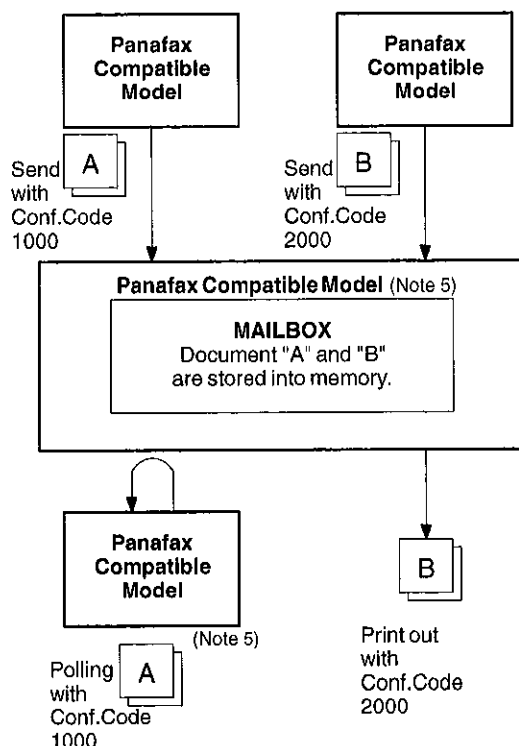 Panafax
Compatible
Model
Panafax
Compatible
Model
A
Send
with
Conf.Code
1000
B
Send
with
Conf.Code
2000
Panafax Compatible Model (Note 5)
MAILBOX
Document "A" and "B"
are stored into memory.
Panafax
Compatible
Model
(Note 5)
A
Polling
with
Conf.Code
1000
B
Print out
with
Conf.Code
2000